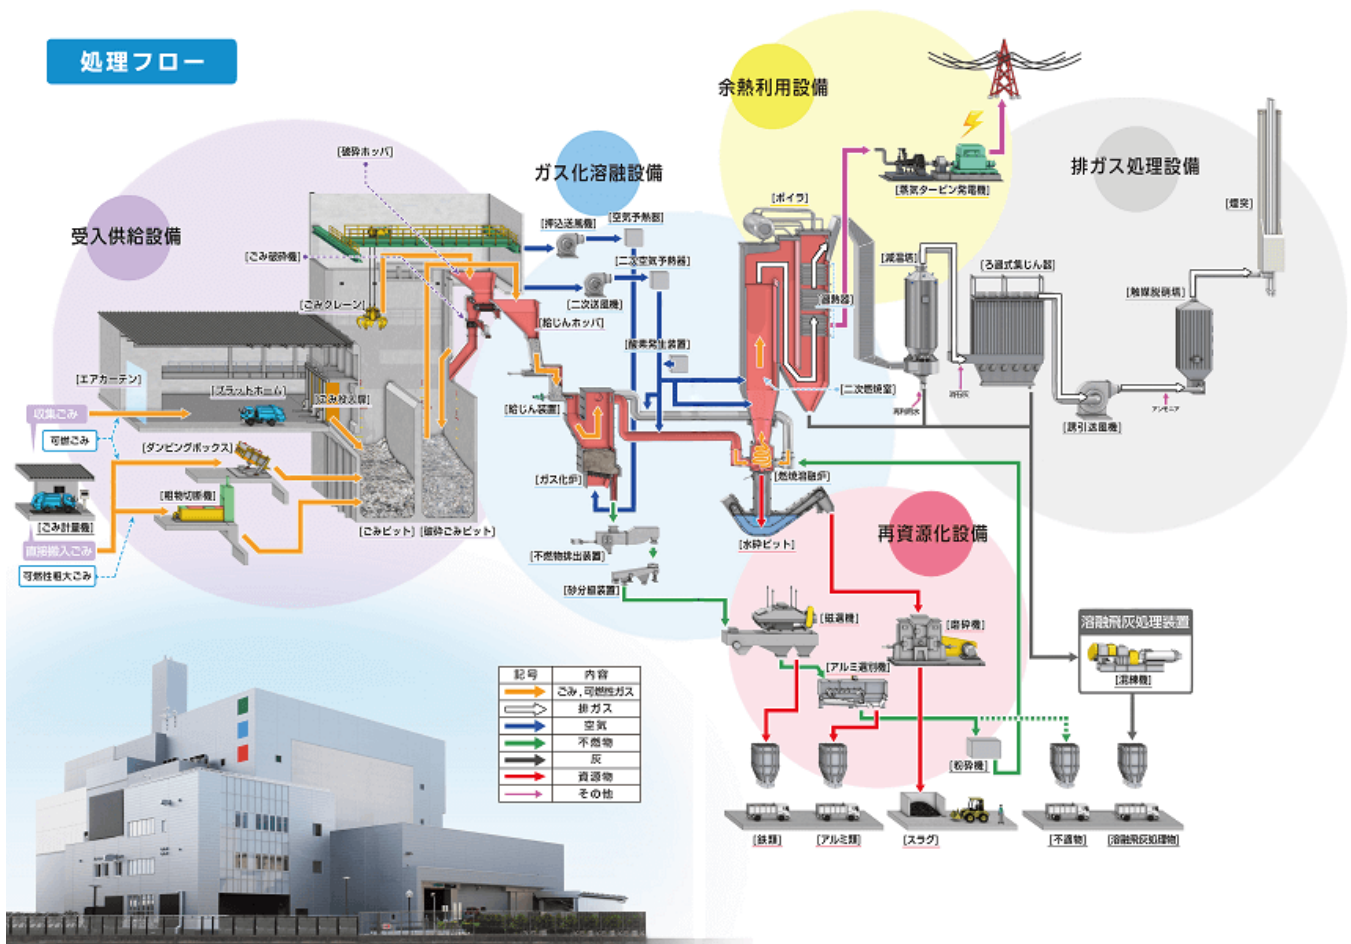 処理フロー
受入供給設備
ガス化溶融設備
余熱利用設備
排ガス処理設備
再資源化設備
[破砕ホッパ]
[ごみ破砕機]
[ごみクレーン]
[エアカーテン]
[プラットホーム]
[ごみ投入扉]
収集ごみ
可燃ごみ
[ダンピングボックス]
[粗物切断機]
[ごみ計量機]
直接搬入ごみ
可燃性粗大ごみ
[ごみピット]
[破砕ごみピット]
[押込送風機]
[空気予熱器]
[二次空気予熱器]
[二次送風機]
[給じんホッパ]
[酸素発生装置]
[給じん装置]
[ガス化炉]
[不燃物排出装置]
[砂分級装置]
[ボイラ]
[過熱器]
[二次燃焼室]
[燃焼溶融炉]
[水砕ピット]
[蒸気タービン発電機]
[減温塔]
[ろ過式集じん器]
[触媒脱硝塔]
[煙突]
再利用水
消石灰
アンモニア
[誘引送風機]
[磁選機]
[磨砕機]
[アルミ選別機]
[粉砕機]
溶融飛灰処理装置
[混練機]
[鉄類]
[アルミ類]
[スラグ]
[不適物]
[溶融飛灰処理物]
記号 内容
ごみ,可燃性ガス
排ガス
空気
不燃物
灰
資源物
その他